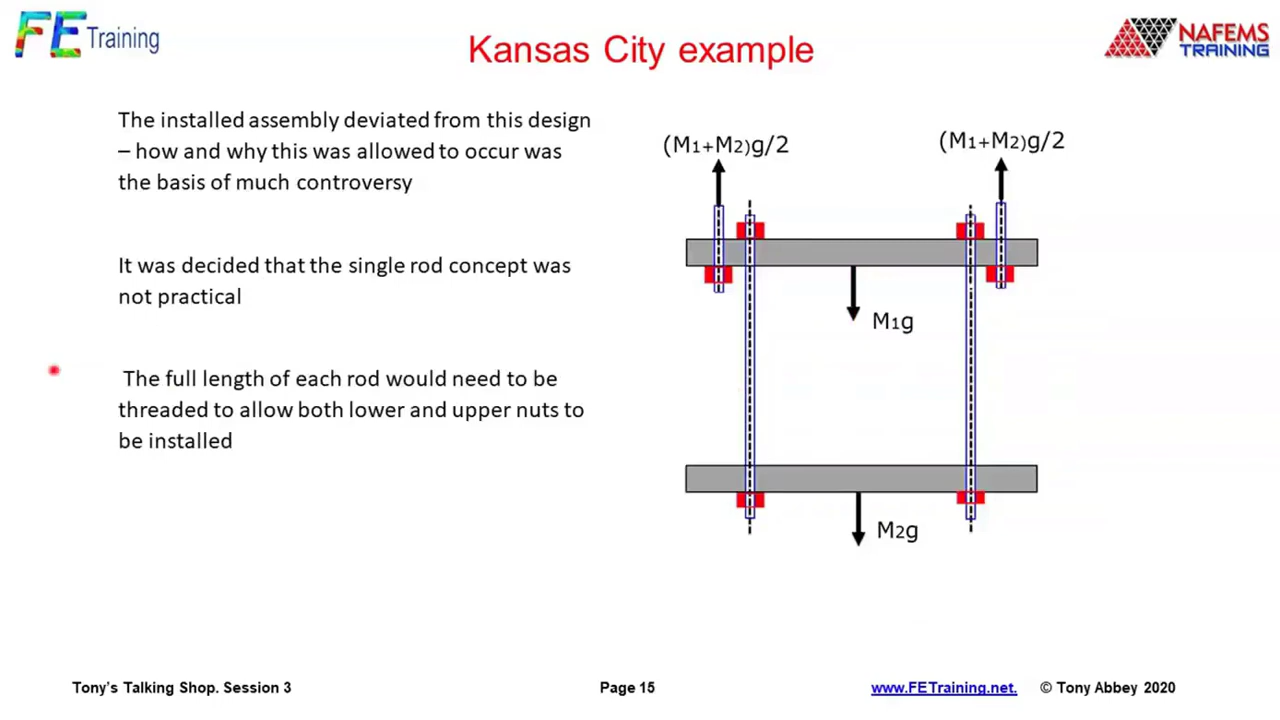 FE Training
Kansas City example
NAFEMS
TRAINING
The installed assembly deviated from this design
– how and why this was allowed to occur was
the basis of much controversy
It was decided that the single rod concept was
not practical
The full length of each rod would need to be
threaded to allow both lower and upper nuts to
be installed
(M1+M2)g/2
(M1+M2)g/2
M1g
M2g
Tony's Talking Shop. Session 3
Page 15
www.FETraining.net.
© Tony Abbey 2020